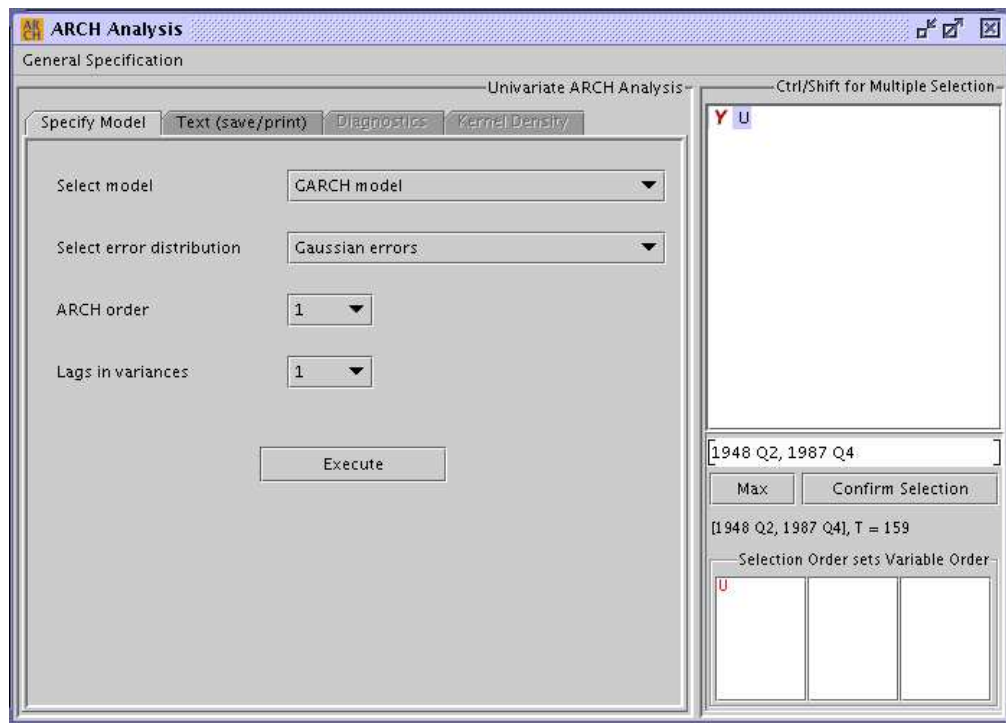 AR
CH
ARCH Analysis
General Specification
Univariate ARCH Analysis
Specify Model
Text (save/print)
Diagnostics
Kernel Density
Select model
GARCH model
Select error distribution
Gaussian errors
ARCH order
1
Lags in variances
1
Execute
Ctrl/Shift for Multiple Selection
Y U
[1948 Q2, 1987 Q4]
Max
Confirm Selection
[1948 Q2, 1987 Q4], T = 159
Selection Order sets Variable Order
U